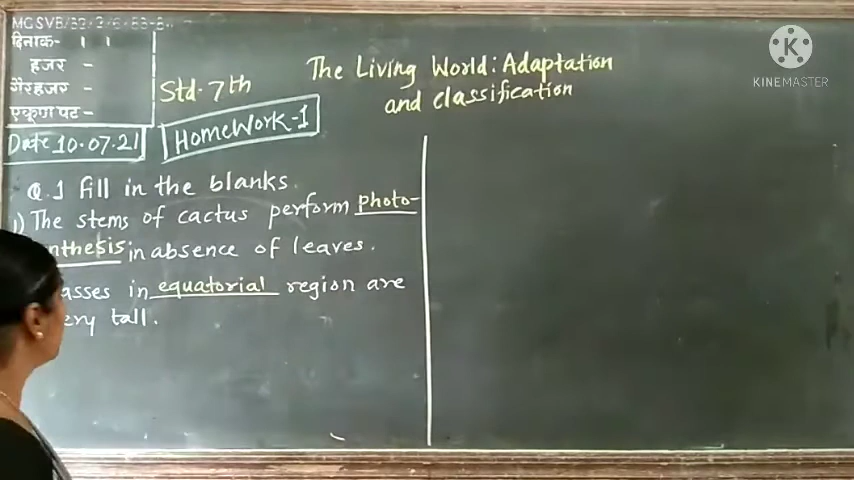 दिनांक-
हजर -
गैरहजर -
एकूण पट -
Date 10.07.21
Std. 7th
The Living World: Adaptation
and classification
HomeWork-1
Q.1 Fill in the blanks.
1) The stems of cactus perform photo-
nthesis in absence of leaves.
asses in equatorial region are
ery tall.
K
KINEMASTER